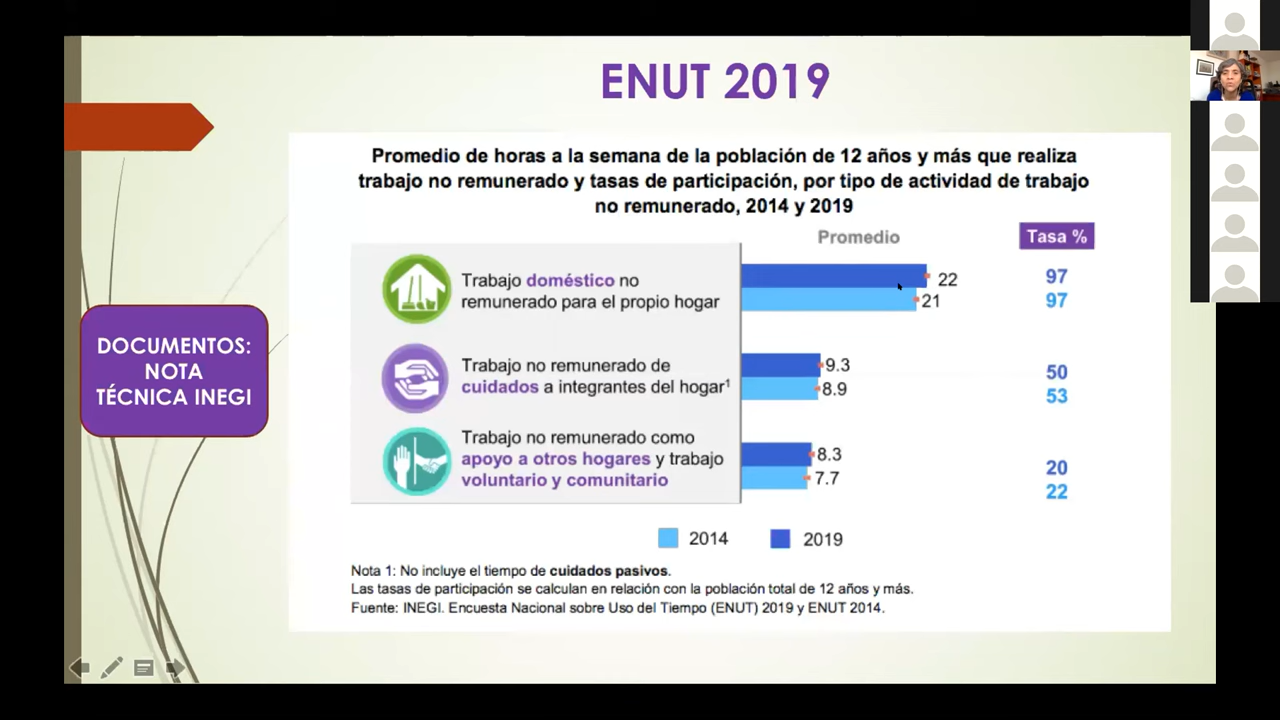 ENUT 2019
Promedio de horas a la semana de la población de 12 años y más que realiza
trabajo no remunerado y tasas de participación, por tipo de actividad de trabajo
no remunerado, 2014 y 2019
Promedio
Tasa %
Trabajo doméstico no
remunerado para el propio hogar
22
21
97
97
DOCUMENTOS:
NOTA
TÉCNICA INEGI
Trabajo no remunerado de
cuidados a integrantes del hogar¹
9.3
8.9
50
53
Trabajo no remunerado como
apoyo a otros hogares y trabajo
voluntario y comunitario
8.3
7.7
20
22
2014
2019
Nota 1: No incluye el tiempo de cuidados pasivos.
Las tasas de participación se calculan en relación con la población total de 12 años y más.
Fuente: INEGI. Encuesta Nacional sobre Uso del Tiempo (ENUT) 2019 y ENUT 2014.